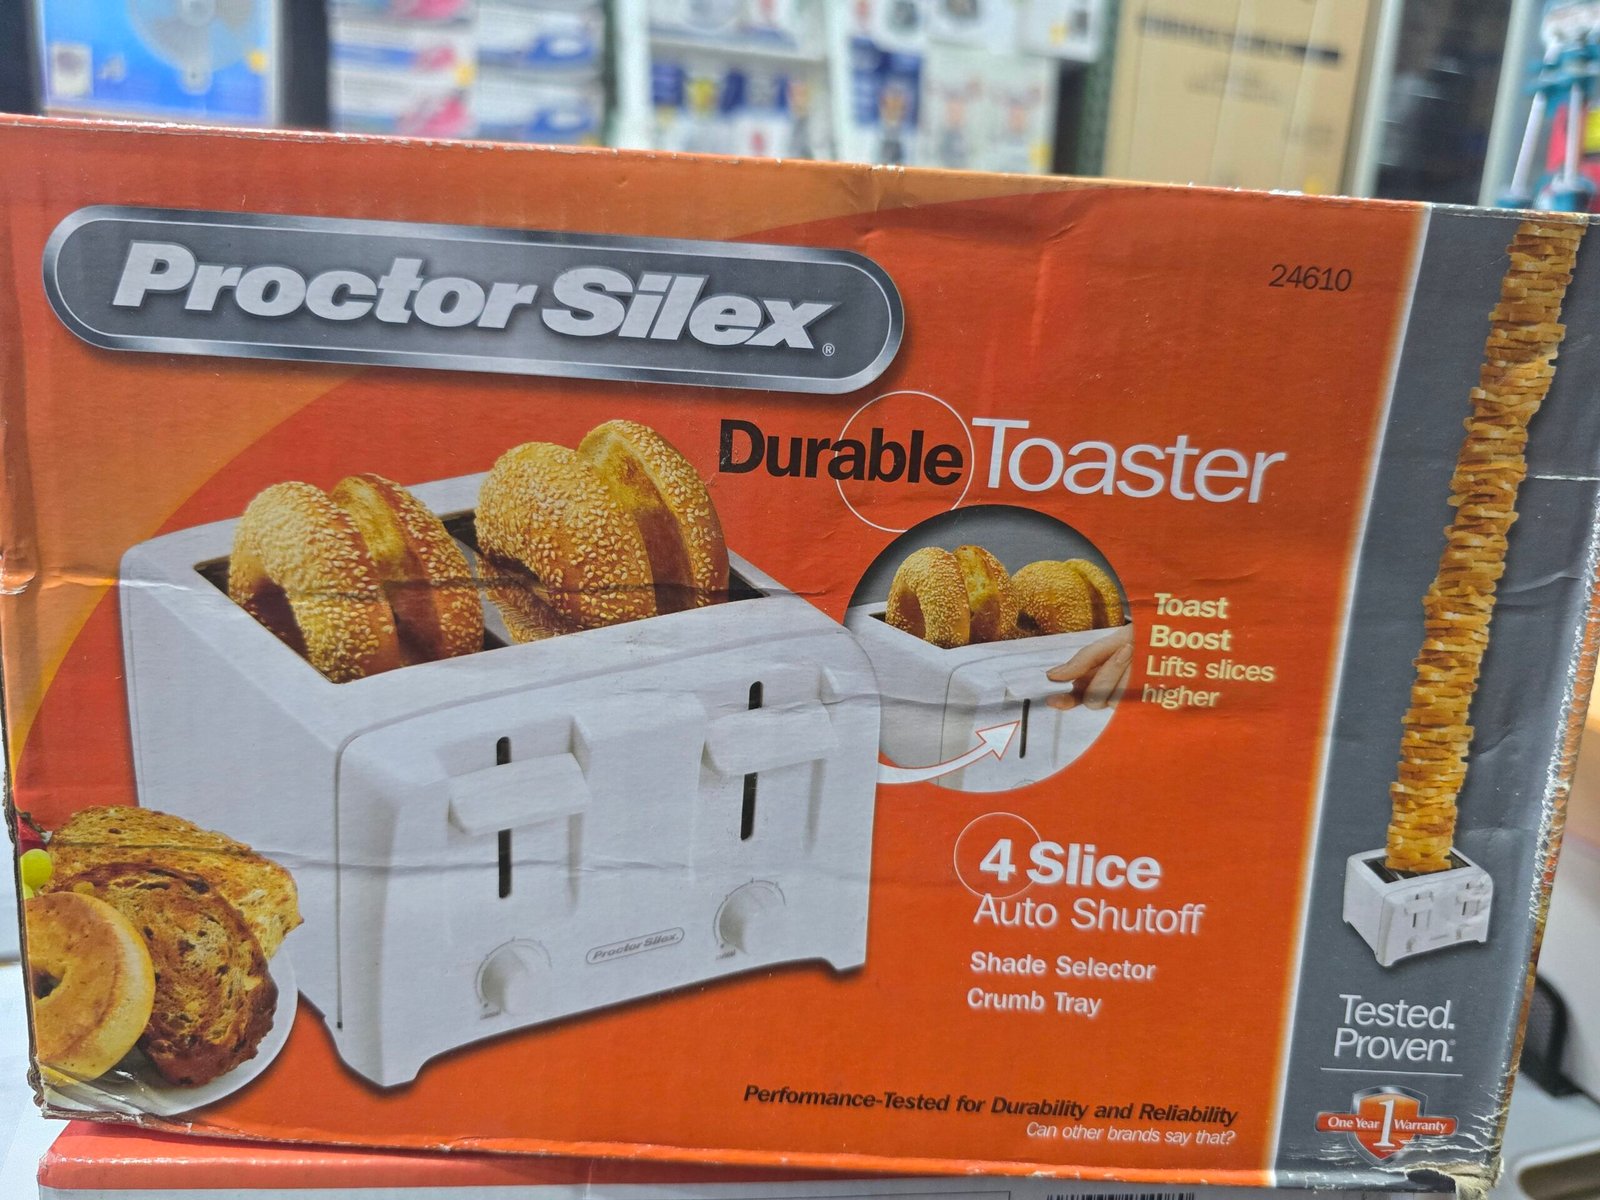 Proctor Silex®
24610
Durable Toaster
Toast
Boost
Lifts slices
higher
4 Slice
Auto Shutoff
Shade Selector
Crumb Tray
Proctor Silex
Tested.
Proven.
Performance-Tested for Durability and Reliability
Can other brands say that?
One Year 1 Warranty